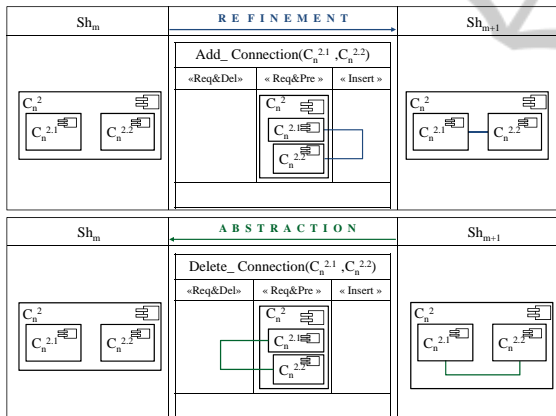 Sh_m
REFINEMENT
Sh_{m+1}
Add_ Connection(C_n^{2.1} ,C_n^{2.2})
«Req&Del»
« Req&Pre »
« Insert »
C_n^2
C_n^{2.1}
C_n^{2.2}
C_n^2
C_n^{2.1}
C_n^{2.2}
C_n^2
C_n^{2.1}
C_n^{2.2}
Sh_m
ABSTRACTION
Sh_{m+1}
Delete_ Connection(C_n^{2.1} ,C_n^{2.2})
«Req&Del»
« Req&Pre »
« Insert »
C_n^2
C_n^{2.1}
C_n^{2.2}
C_n^2
C_n^{2.1}
C_n^{2.2}
C_n^2
C_n^{2.1}
C_n^{2.2}